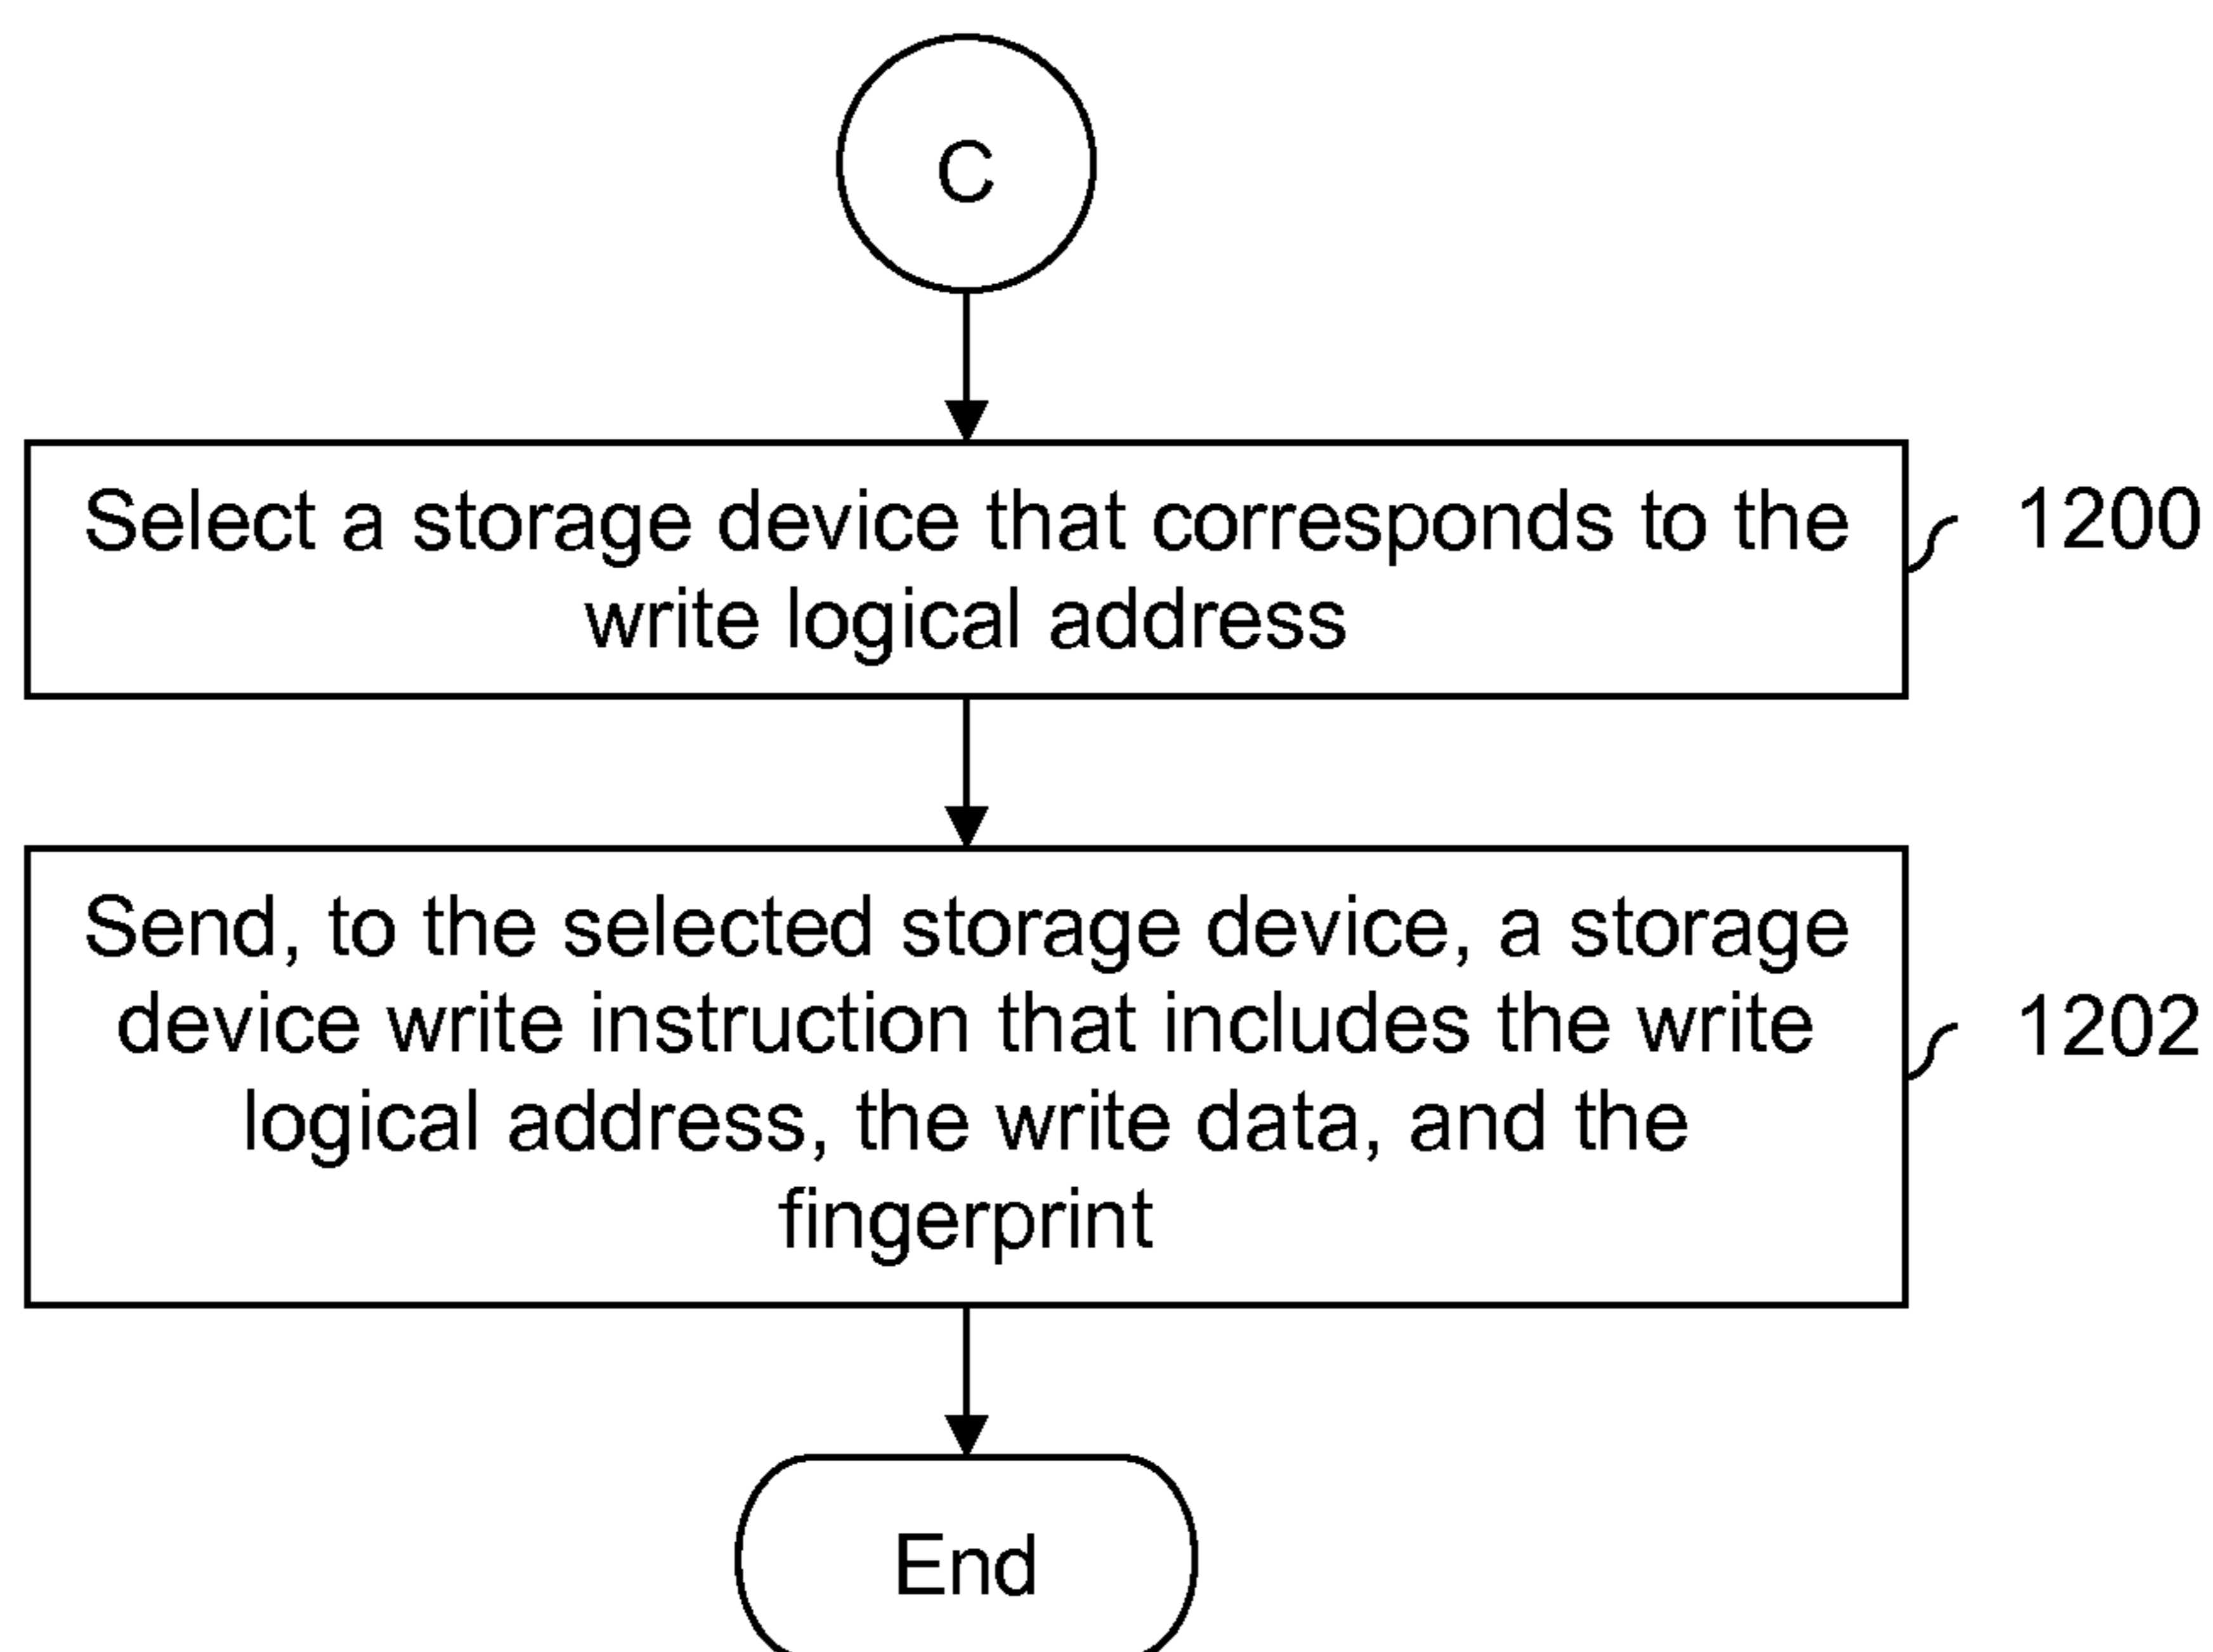 C
Select a storage device that corresponds to the
write logical address
1200
Send, to the selected storage device, a storage
device write instruction that includes the write
logical address, the write data, and the
fingerprint
1202
End